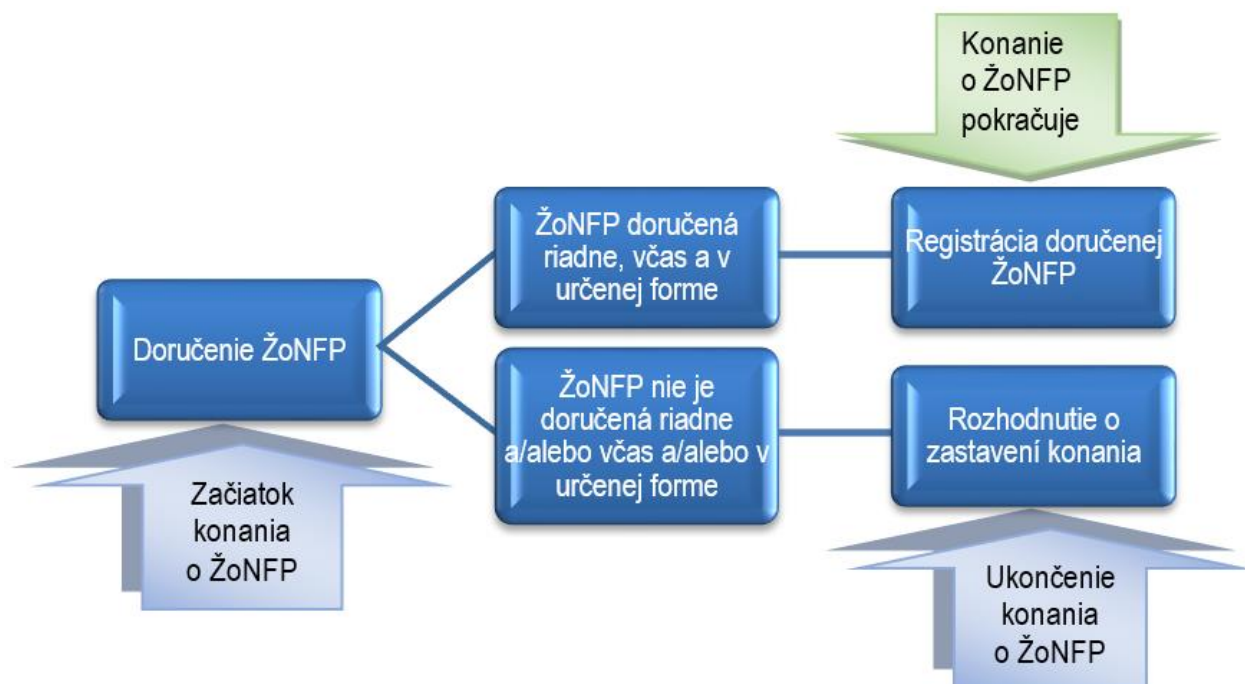 Konanie
o ŽoNFP
pokračuje
ŽoNFP doručená
riadne, včas a v
určenej forme
Registrácia doručenej
ŽoNFP
Doručenie ŽoNFP
ŽoNFP nie je
doručená riadne
a/alebo včas a/alebo v
určenej forme
Rozhodnutie o
zastavení konania
Začiatok
konania
o ŽoNFP
Ukončenie
konania
o ŽoNFP